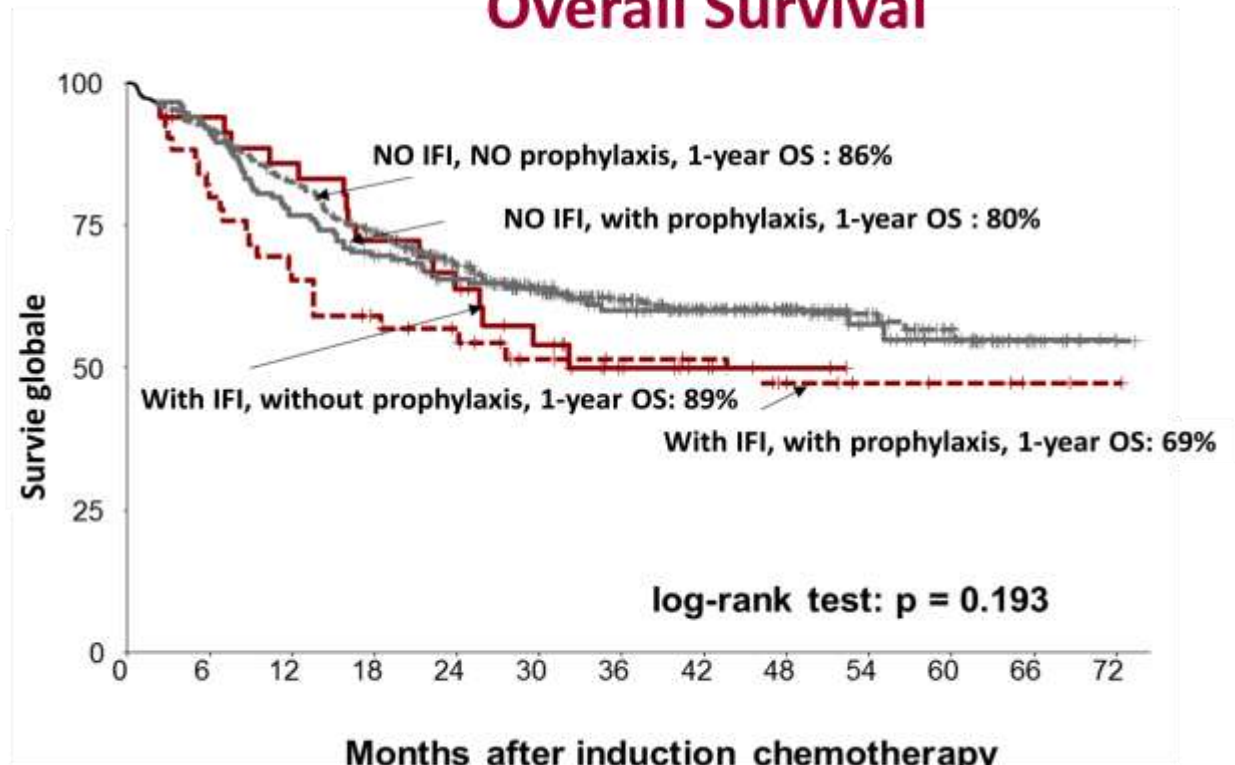 Overall Survival
100
75
50
25
0
Survie globale
NO IFI, NO prophylaxis, 1-year OS : 86%
NO IFI, with prophylaxis, 1-year OS : 80%
With IFI, without prophylaxis, 1-year OS: 89%
With IFI, with prophylaxis, 1-year OS: 69%
log-rank test: p = 0.193
0 6 12 18 24 30 36 42 48 54 60 66 72
Months after induction chemotherapy